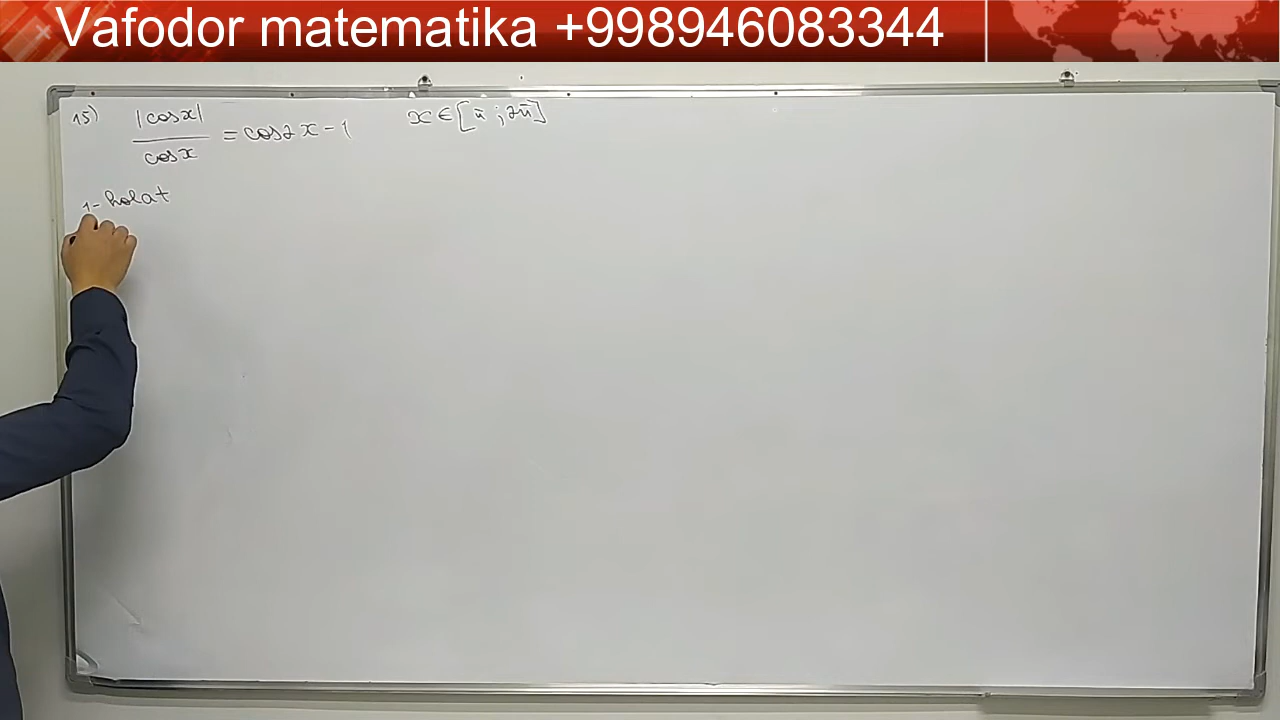 Vafodor matematika +998946083344
15) |cosx| / cosx = cos2x - 1 x ∈ [π ; 2π]
1- holat